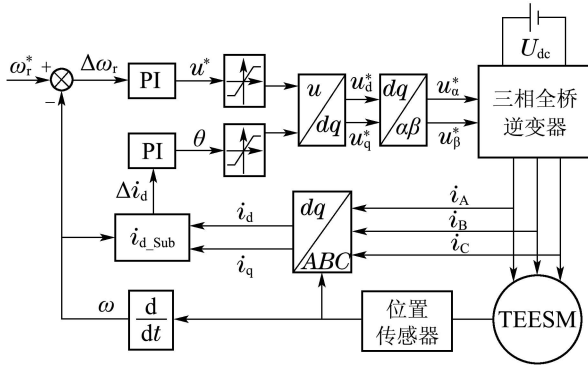 ω_r^* + Δω_r PI u^* u dq u_d^* u_q^* dq αβ u_α^* u_β^*
−
U_dc
三相全桥
逆变器
PI θ
Δi_d
i_d_Sub i_d i_q dq ABC i_A i_B i_C
ω d/dt 位置
传感器
TEESM